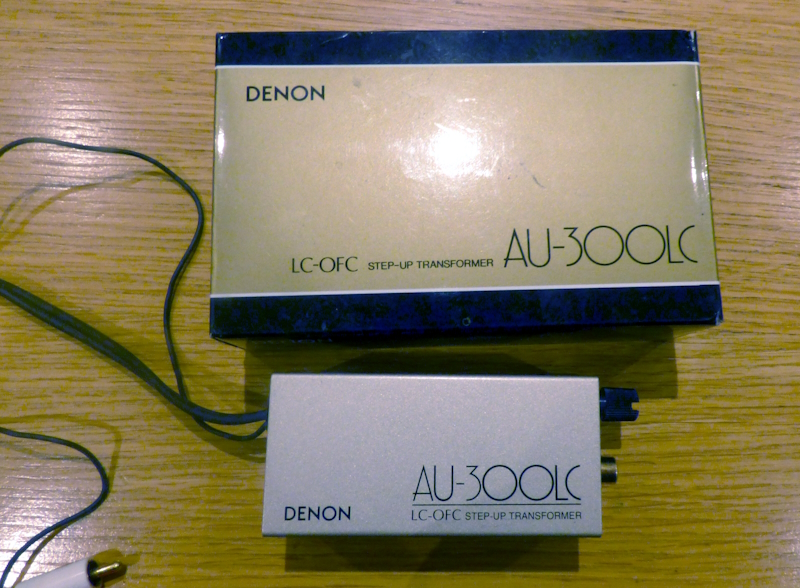 DENON
LC-OFC STEP-UP TRANSFORMER AU-300LC
AU-300LC
DENON LC-OFC STEP-UP TRANSFORMER